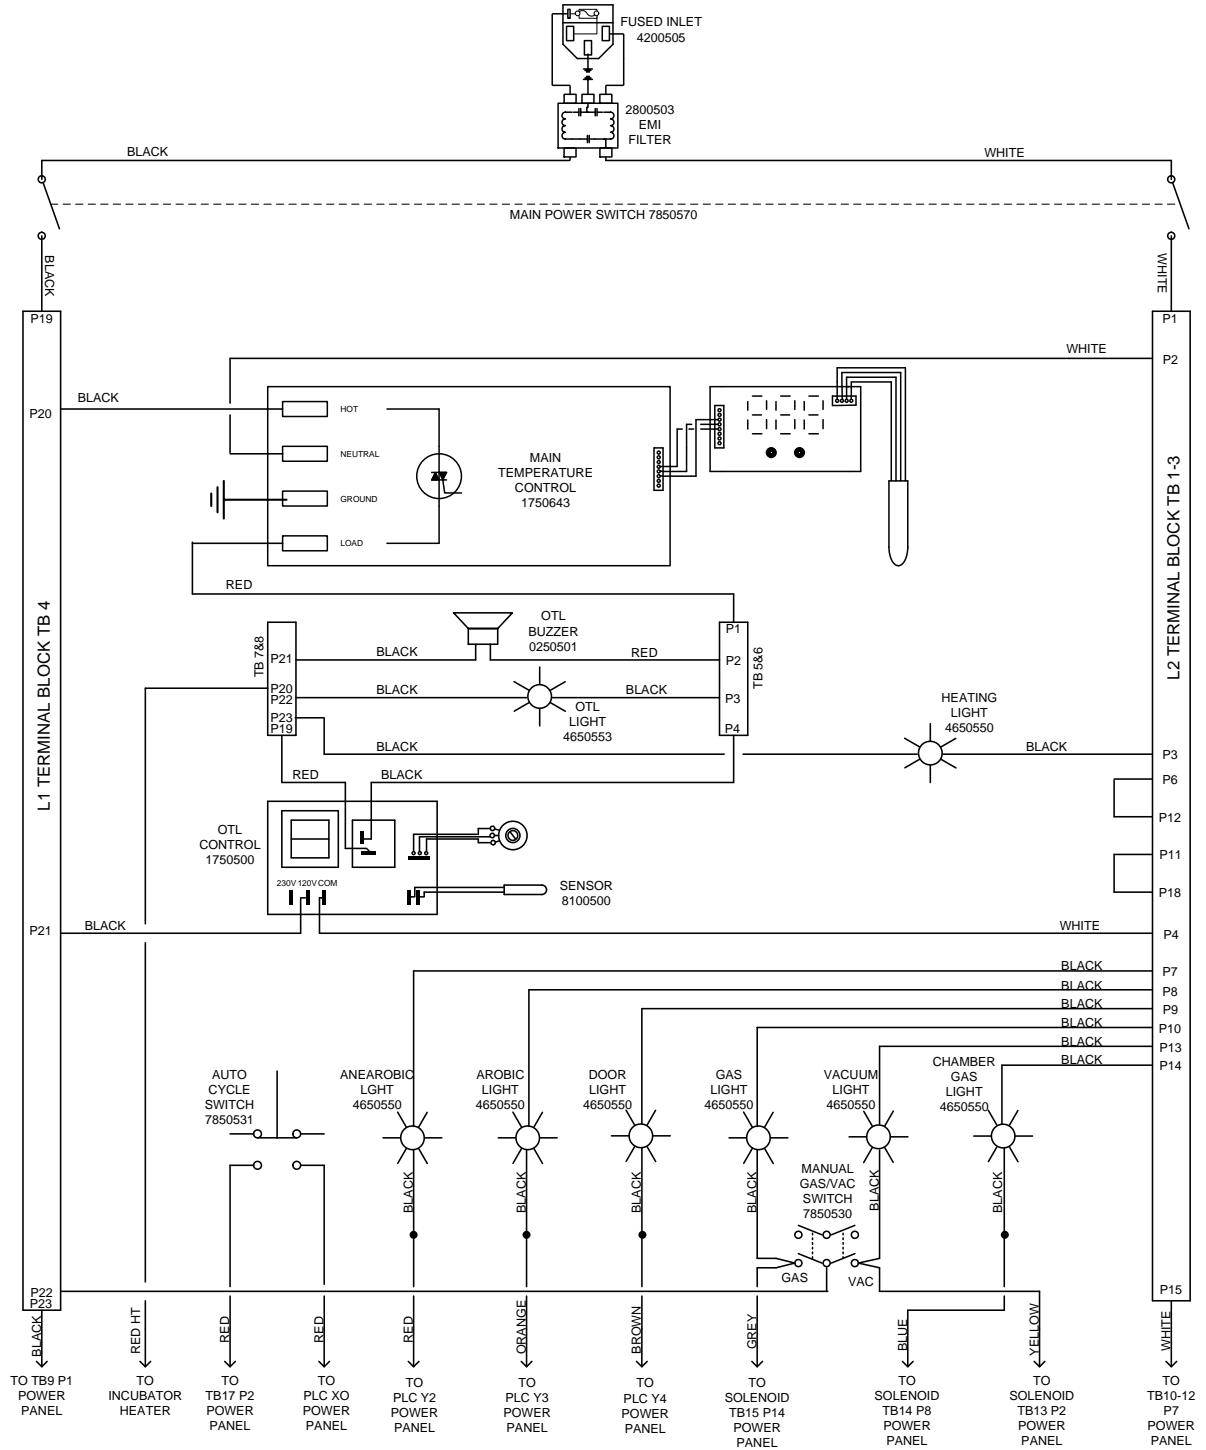 FUSED INLET
4200505
2800503
EMI
FILTER
BLACK
WHITE
MAIN POWER SWITCH 7850570
BLACK
WHITE
P19
P1
WHITE
P2
BLACK
P20
HOT
NEUTRAL
GROUND
LOAD
MAIN
TEMPERATURE
CONTROL
1750643
L1 TERMINAL BLOCK TB 4
L2 TERMINAL BLOCK TB 1-3
RED
TB 7&8
P21
P20
P22
P23
P19
OTL
BUZZER
0250501
BLACK
RED
P1
P2
P3
P4
TB 5&6
BLACK
BLACK
OTL
LIGHT
4650553
HEATING
LIGHT
4650550
BLACK
BLACK
P3
RED
BLACK
P6
P12
P11
P18
OTL
CONTROL
1750500
230V 120V COM
SENSOR
8100500
P21
BLACK
WHITE
P4
BLACK
P7
BLACK
P8
BLACK
P9
BLACK
P10
BLACK
P13
BLACK
P14
AUTO
CYCLE
SWITCH
7850531
ANEAROBIC
LGHT
4650550
AROBIC
LIGHT
4650550
DOOR
LIGHT
4650550
GAS
LIGHT
4650550
VACUUM
LIGHT
4650550
CHAMBER
GAS
LIGHT
4650550
BLACK
BLACK
BLACK
BLACK
MANUAL
GAS/VAC
SWITCH
7850530
BLACK
BLACK
GAS
VAC
P22
P23
P15
BLACK
RED HT
RED
RED
RED
ORANGE
BROWN
GREY
BLUE
YELLOW
WHITE
TO TB9 P1
POWER
PANEL
TO
INCUBATOR
HEATER
TO
TB17 P2
POWER
PANEL
TO
PLC XO
POWER
PANEL
TO
PLC Y2
POWER
PANEL
TO
PLC Y3
POWER
PANEL
TO
PLC Y4
POWER
PANEL
TO
SOLENOID
TB15 P14
POWER
PANEL
TO
SOLENOID
TB14 P8
POWER
PANEL
TO
SOLENOID
TB13 P2
POWER
PANEL
TO
TB10-12
P7
POWER
PANEL